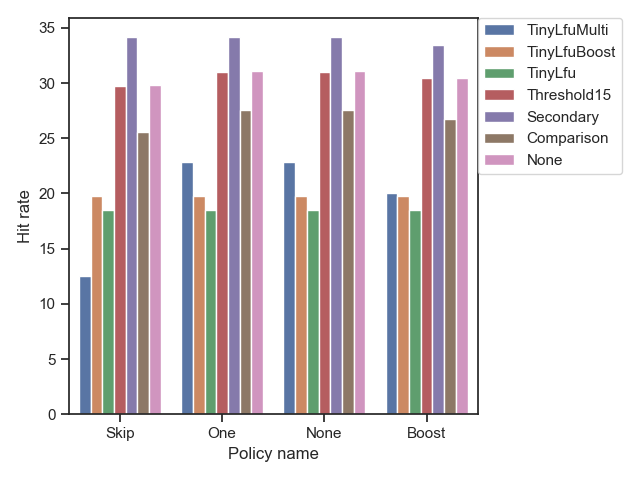 35
30
25
20
15
10
5
0
Hit rate
Skip
One
None
Boost
Policy name
TinyLfuMulti
TinyLfuBoost
TinyLfu
Threshold15
Secondary
Comparison
None